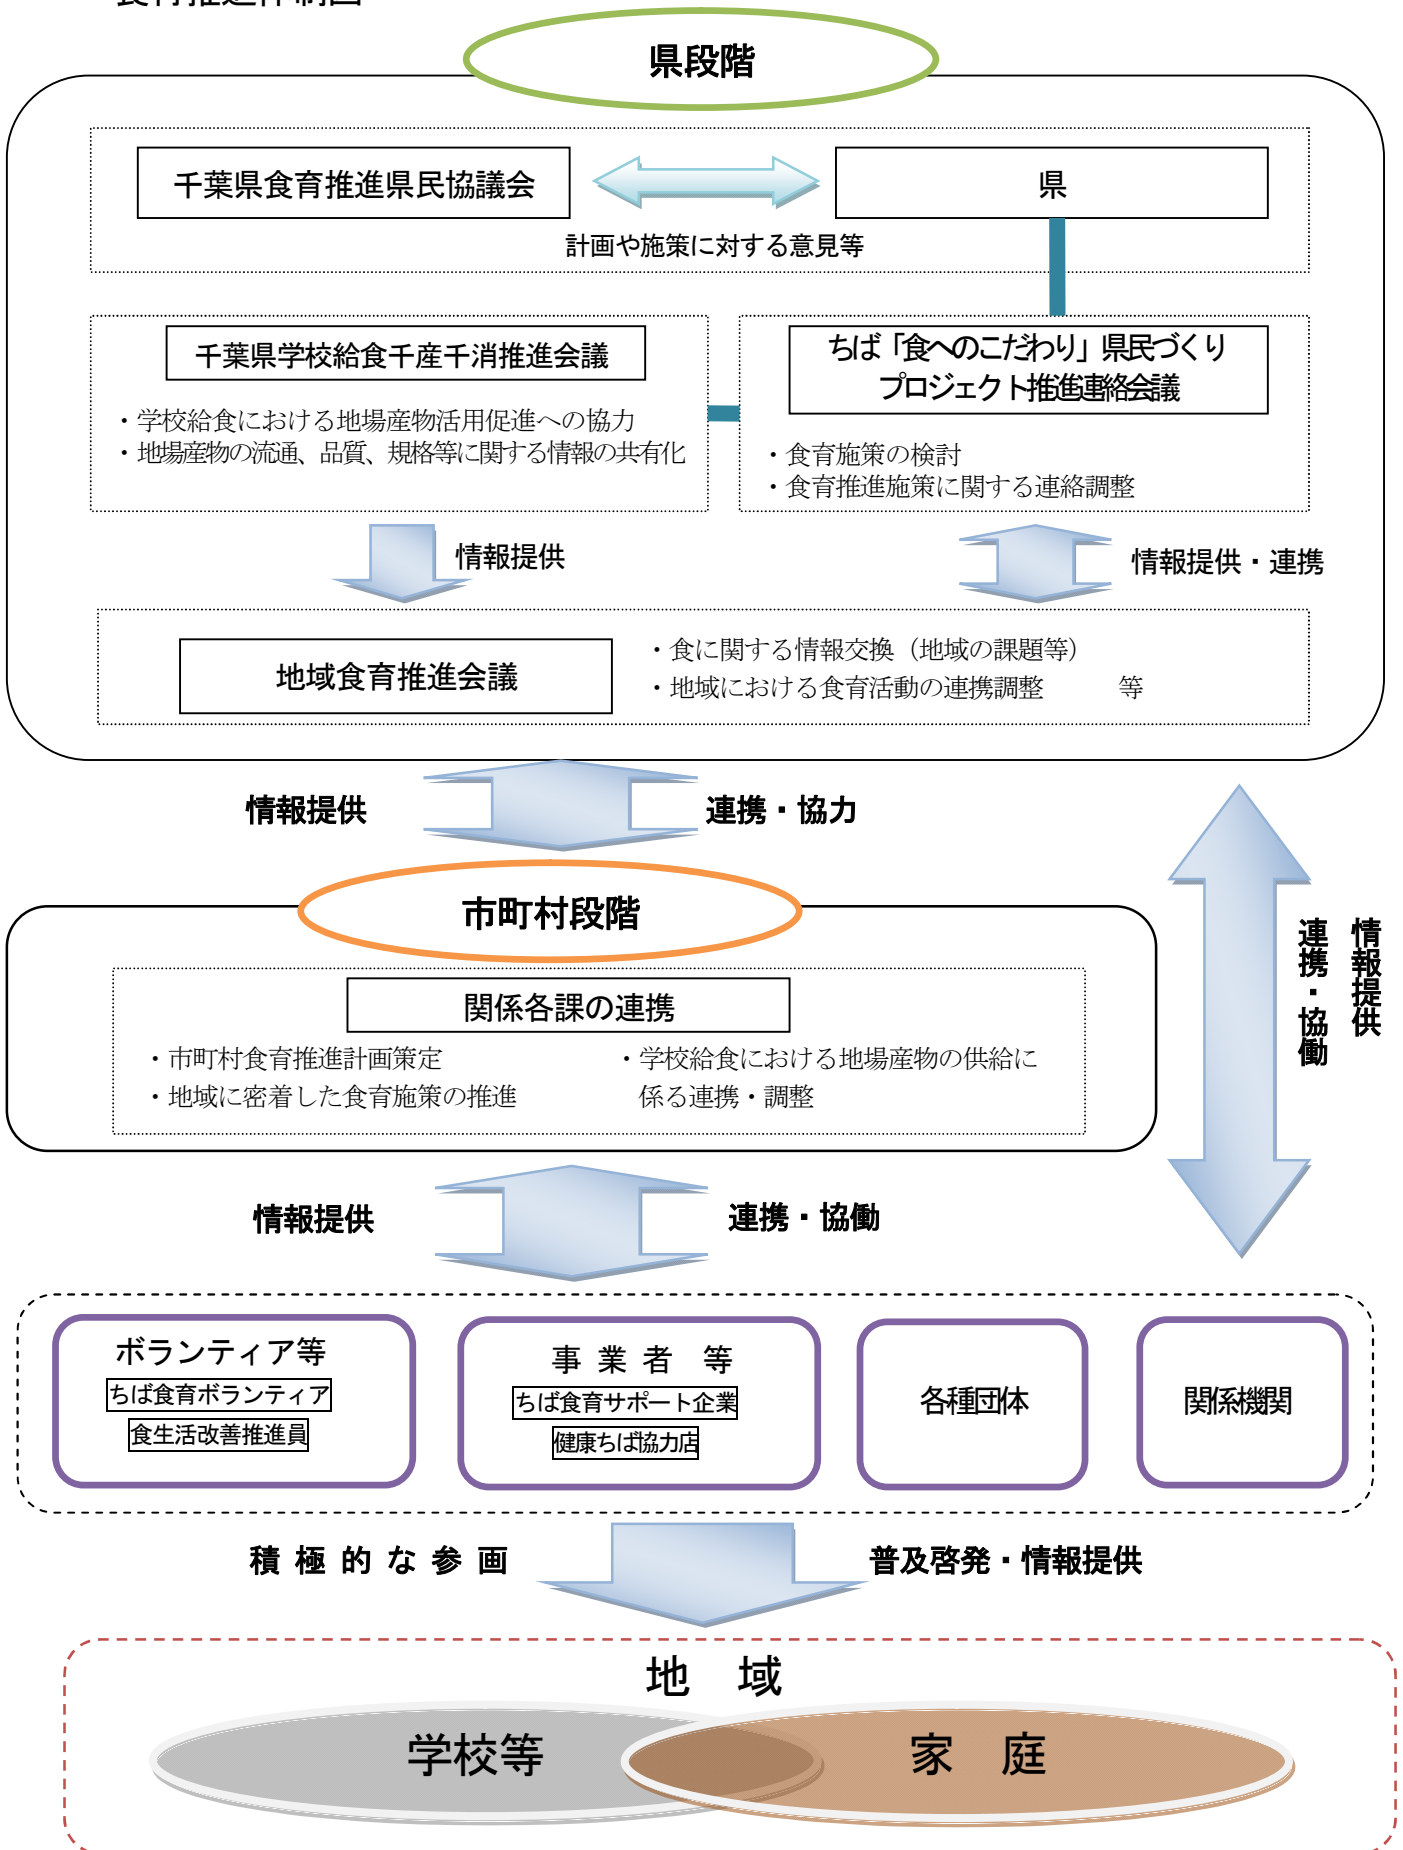 食育推進体制図
県段階
千葉県食育推進県民協議会
県
計画や施策に対する意見等
千葉県学校給食千産千消推進会議
・学校給食における地場産物活用促進への協力
・地場産物の流通、品質、規格等に関する情報の共有化
ちば「食へのこだわり」県民づくり
プロジェクト推進連絡会議
・食育施策の検討
・食育推進施策に関する連絡調整
情報提供
情報提供・連携
地域食育推進会議
・食に関する情報交換（地域の課題等）
・地域における食育活動の連携調整　　　等
情報提供
連携・協力
市町村段階
関係各課の連携
・市町村食育推進計画策定
・地域に密着した食育施策の推進
・学校給食における地場産物の供給に
係る連携・調整
情報提供
連携・協働
情報提供
連携・協働
ボランティア等
ちば食育ボランティア
食生活改善推進員
事 業 者　等
ちば食育サポート企業
健康ちば協力店
各種団体
関係機関
積 極 的 な 参 画
普及啓発・情報提供
地　域
学校等
家　庭